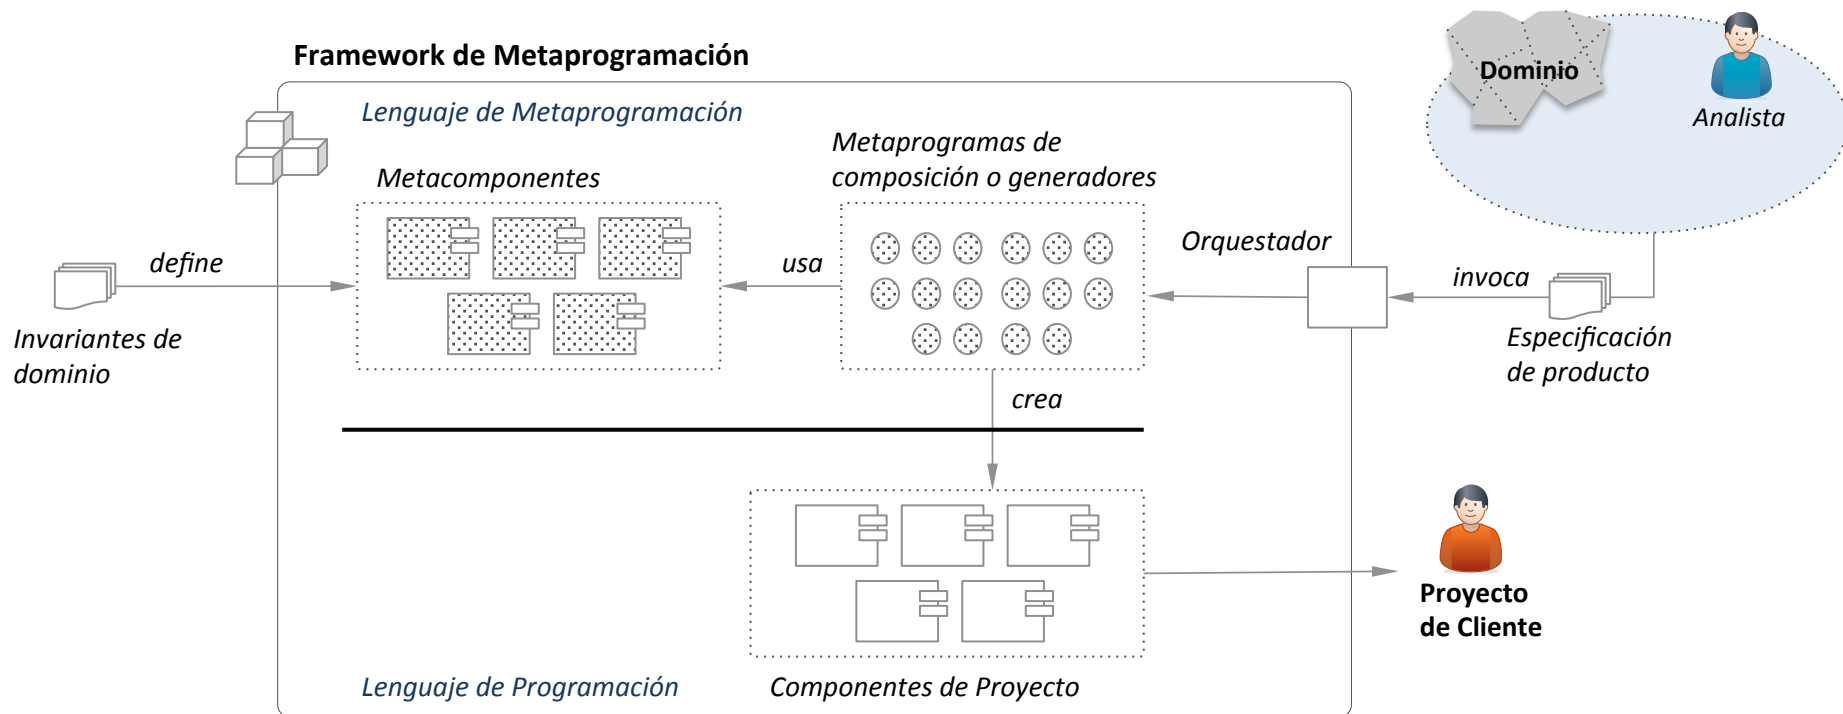 Framework de Metaprogramación
Dominio
Analista
Lenguaje de Metaprogramación
Metacomponentes
Metaprogramas de
composición o generadores
define
usa
Orquestador
invoca
Invariantes de
dominio
Especificación
de producto
crea
Proyecto
de Cliente
Lenguaje de Programación
Componentes de Proyecto